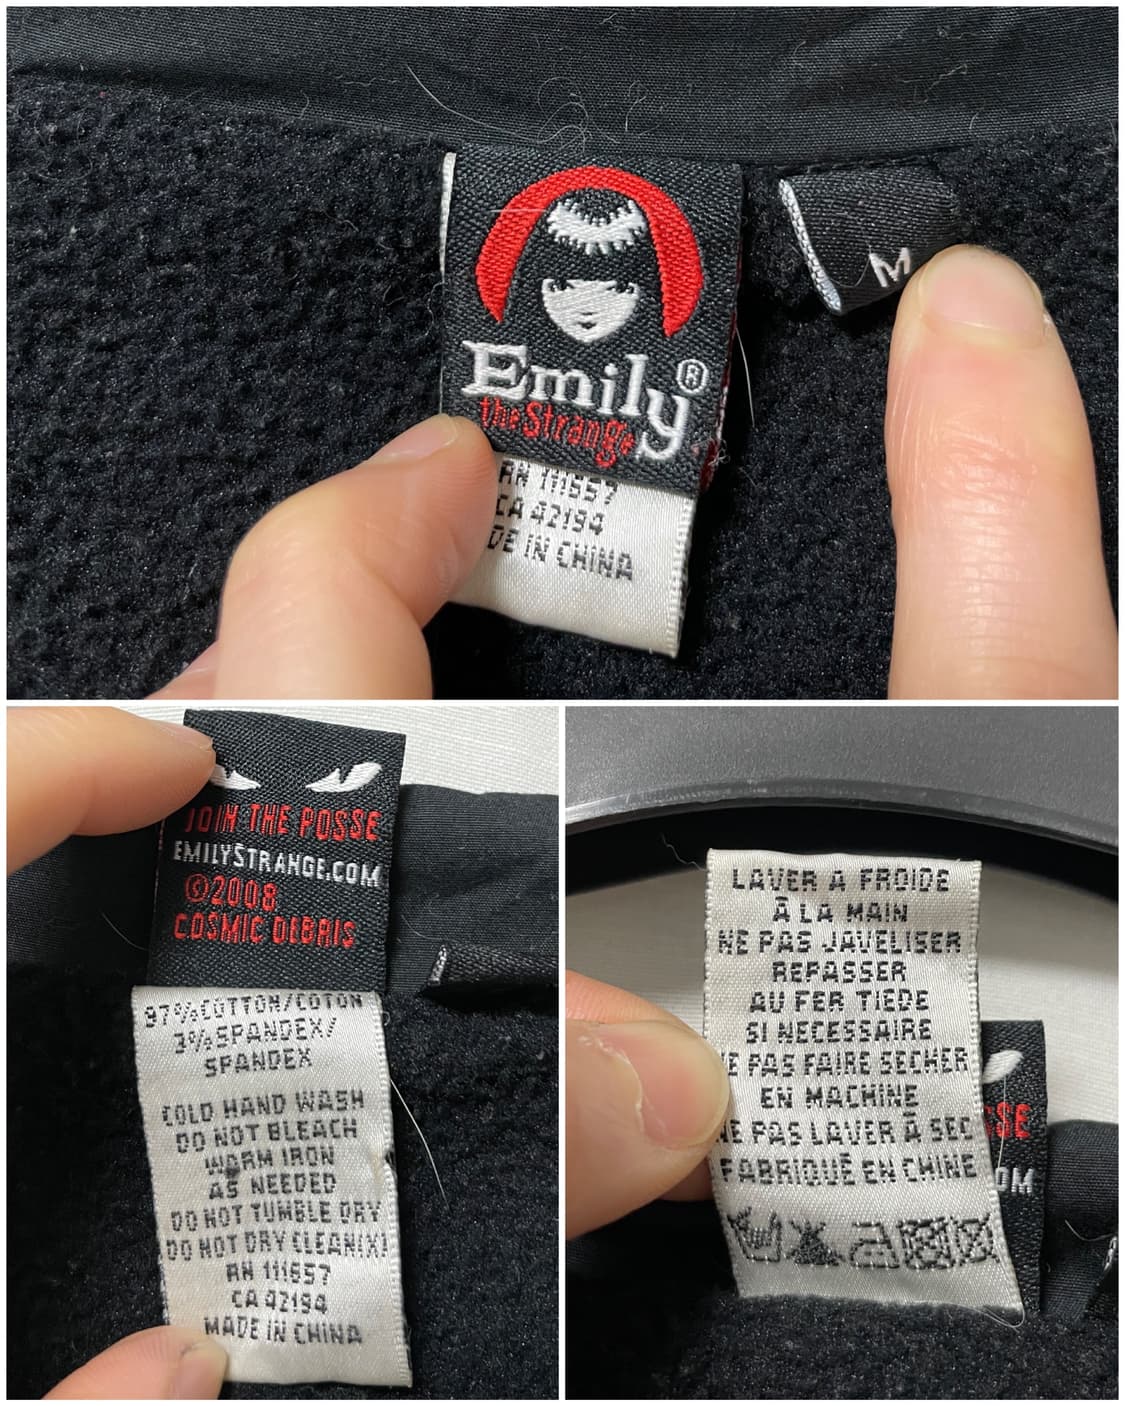 Emily®
the Strange
M
RN 111657
CA 42194
DE IN CHINA
JOIN THE POSSE
EMILYSTRANGE.COM
©2008
COSMIC DEBRIS
97%COTTON/COTON
3%SPANDEX/
SPANDEX
COLD HAND WASH
DO NOT BLEACH
WARM IRON
AS NEEDED
DO NOT TUMBLE DRY
DO NOT DRY CLEAN(X)
RN 111657
CA 42194
MADE IN CHINA
LAVER A FROIDE
À LA MAIN
NE PAS JAVELISER
REPASSER
AU FER TIEDE
SI NECESSAIRE
NE PAS FAIRE SECHER
EN MACHINE
NE PAS LAVER À SEC
FABRIQUÉ EN CHINE
SSE
OM